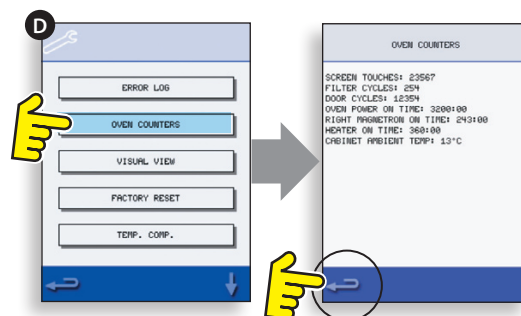 D
ERROR LOG
OVEN COUNTERS
VISUAL VIEW
FACTORY RESET
TEMP. COMP.
OVEN COUNTERS
SCREEN TOUCHES: 23567
FILTER CYCLES: 254
DOOR CYCLES: 12354
OVEN POWER ON TIME: 3200:00
RIGHT MAGNETRON ON TIME: 243:00
HEATER ON TIME: 360:00
CABINET AMBIENT TEMP: 13°C